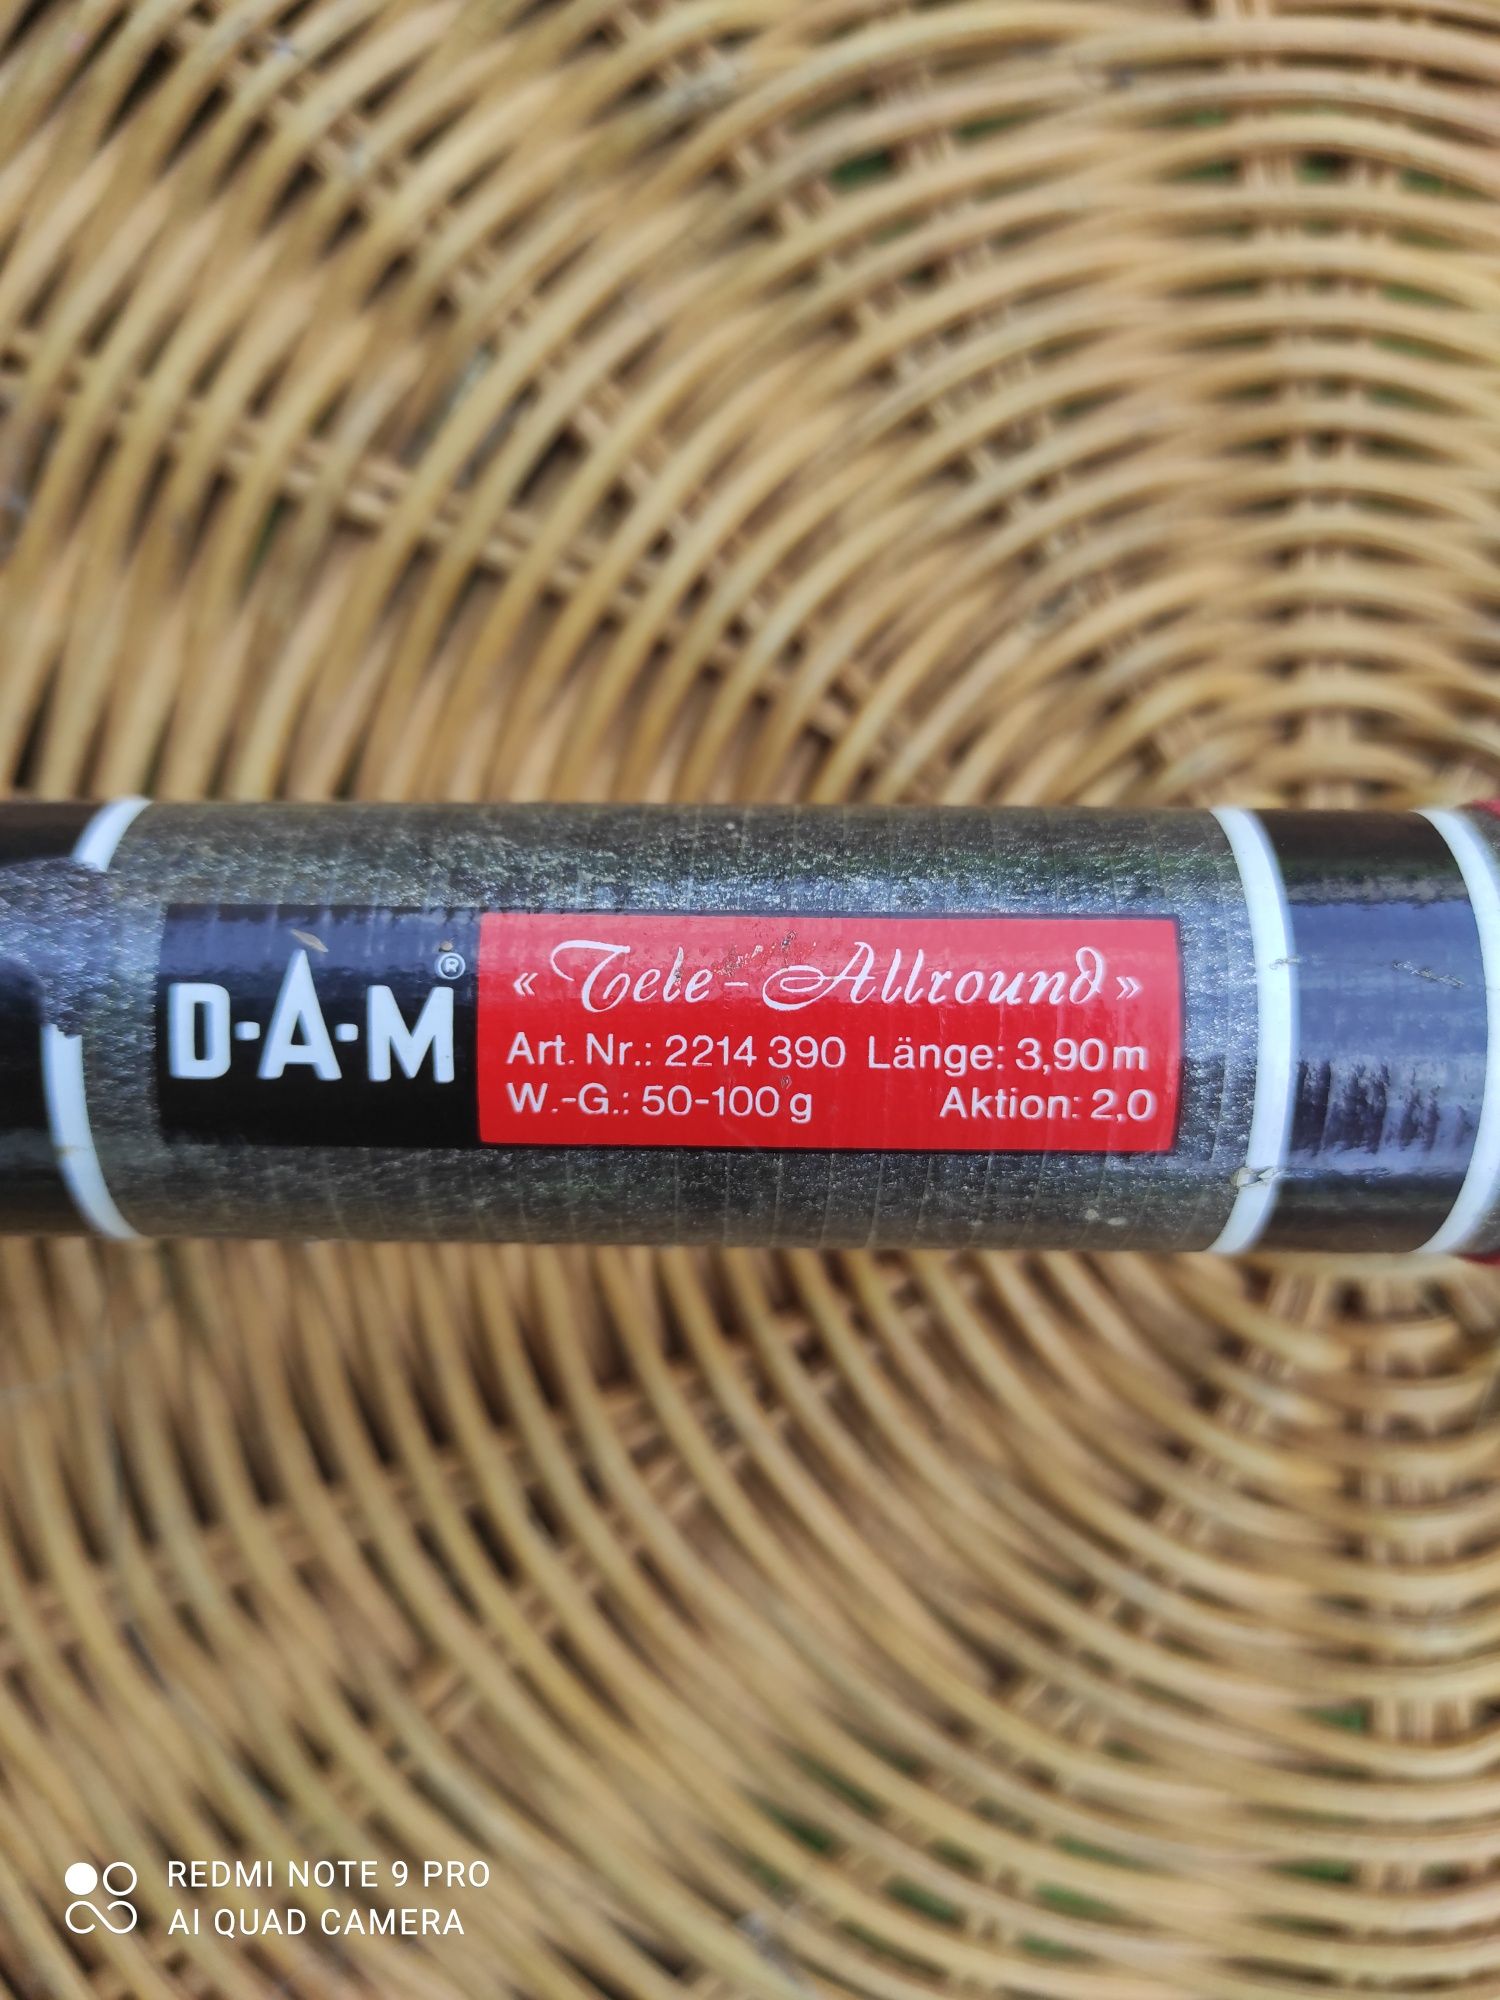 D·A·M®
« Tele - Allround »
Art. Nr.: 2214 390 Länge: 3,90 m
W.-G.: 50-100 g Aktion: 2,0
REDMI NOTE 9 PRO
AI QUAD CAMERA